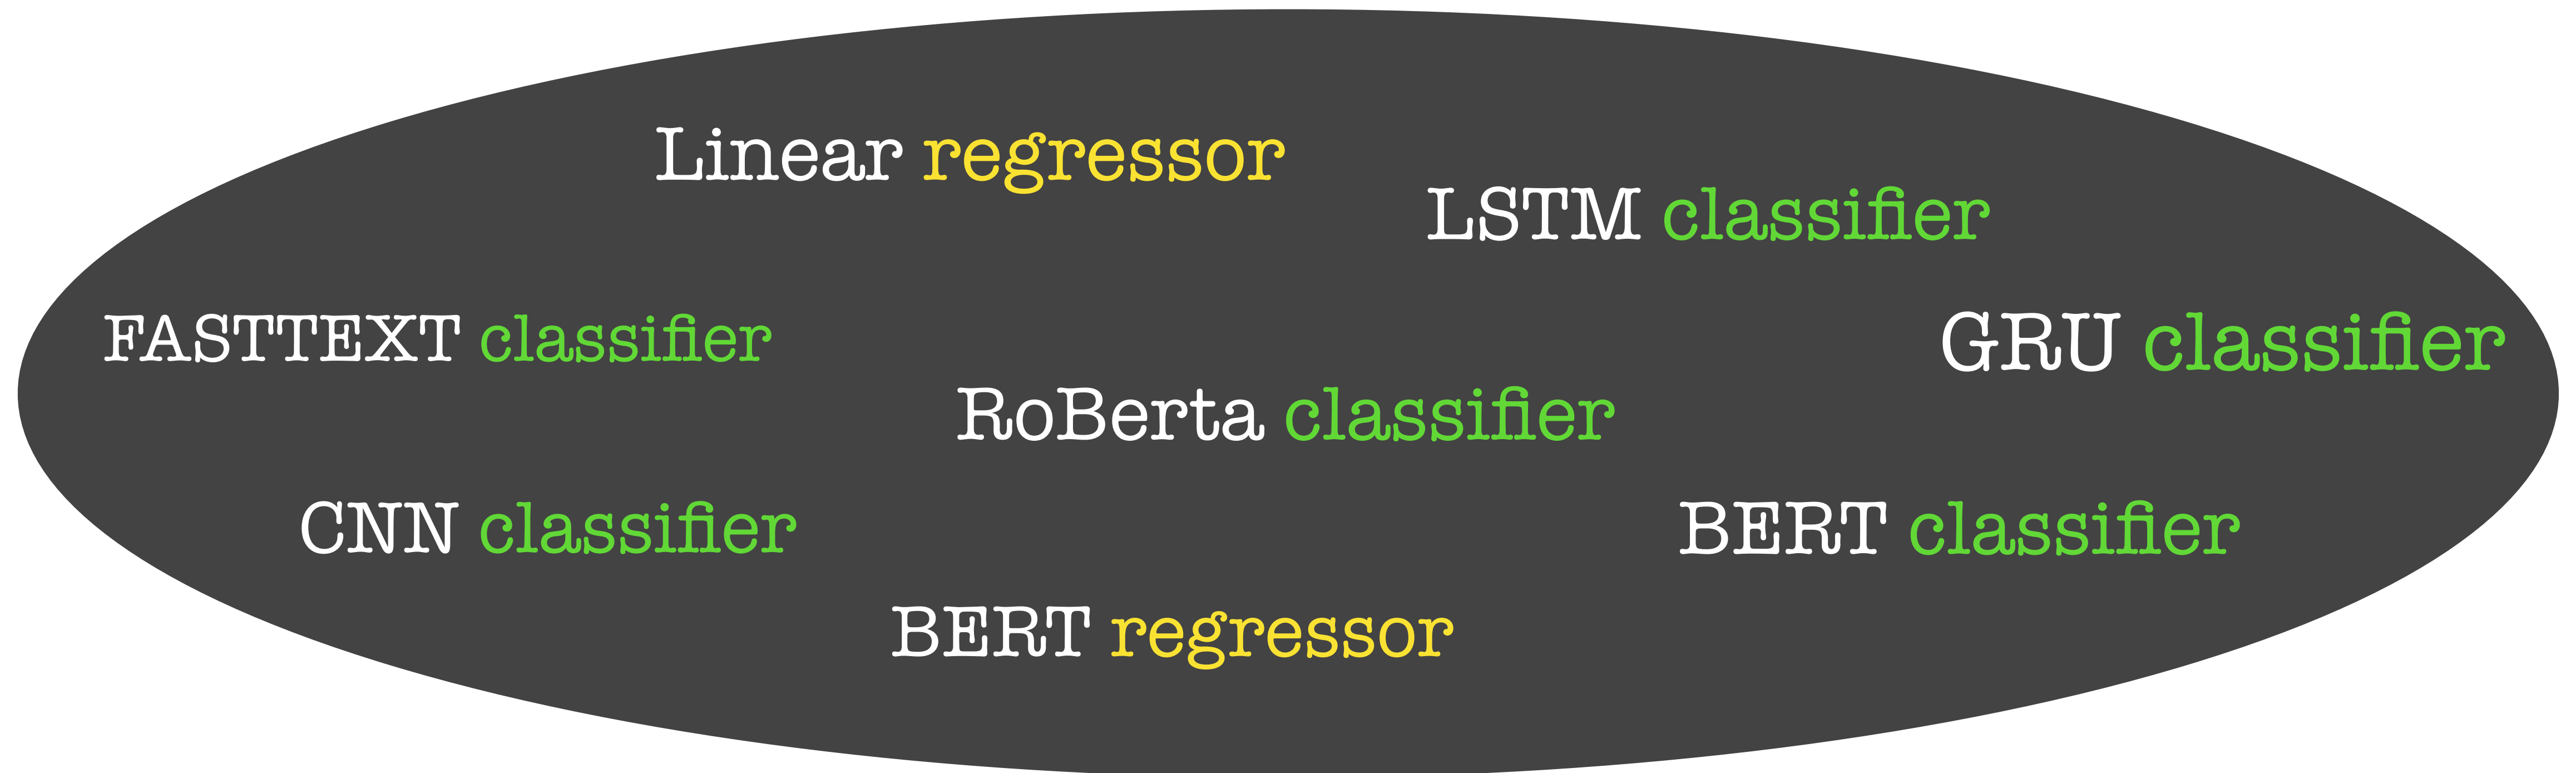 Linear regressor
LSTM classifier
FASTTEXT classifier
GRU classifier
RoBerta classifier
CNN classifier
BERT classifier
BERT regressor